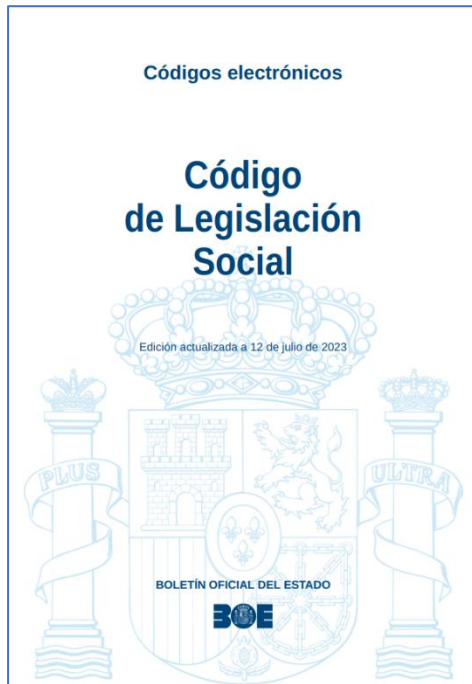 Códigos electrónicos
Código
de Legislación
Social
Edición actualizada a 12 de julio de 2023
PLUS
ULTRA
BOLETÍN OFICIAL DEL ESTADO
BOE